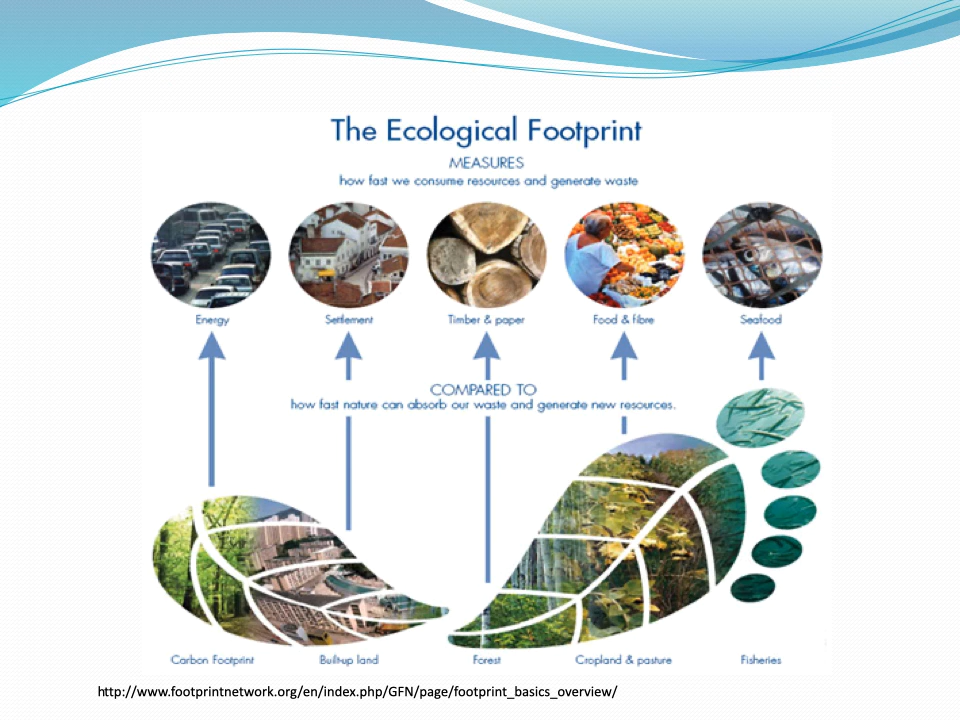 The Ecological Footprint
MEASURES
how fast we consume resources and generate waste
Energy
Settlement
Timber & paper
Food & fibre
Seafood
COMPARED TO
how fast nature can absorb our waste and generate new resources.
Carbon Footprint
Built-up land
Forest
Cropland & pasture
Fisheries
http://www.footprintnetwork.org/en/index.php/GFN/page/footprint_basics_overview/